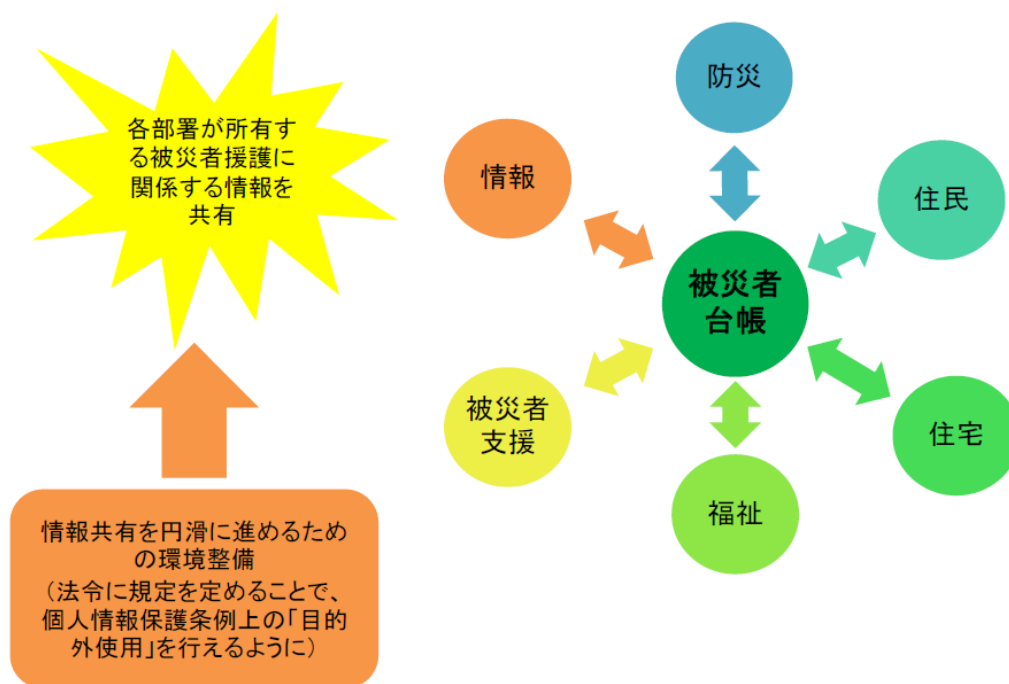 各部署が所有す
る被災者援護に
関係する情報を
共有
情報共有を円滑に進めるため
の環境整備
（法令に規定を定めることで、
個人情報保護条例上の「目的
外使用」を行えるように）
防災
情報
住民
被災者
台帳
被災者
支援
住宅
福祉